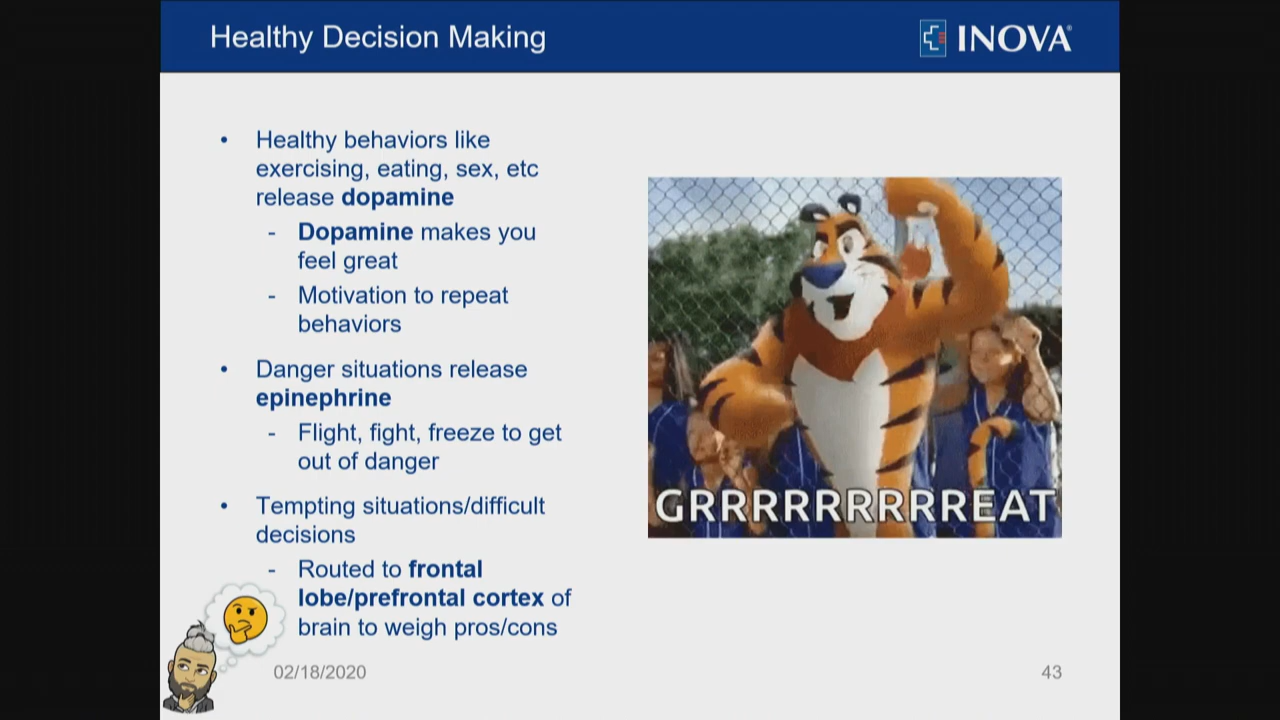 Healthy Decision Making
INOVA®
• Healthy behaviors like
exercising, eating, sex, etc
release dopamine
- Dopamine makes you
feel great
- Motivation to repeat
behaviors
• Danger situations release
epinephrine
- Flight, fight, freeze to get
out of danger
• Tempting situations/difficult
decisions
- Routed to frontal
lobe/prefrontal cortex of
brain to weigh pros/cons
GRRRRRRRRREAT
02/18/2020
43